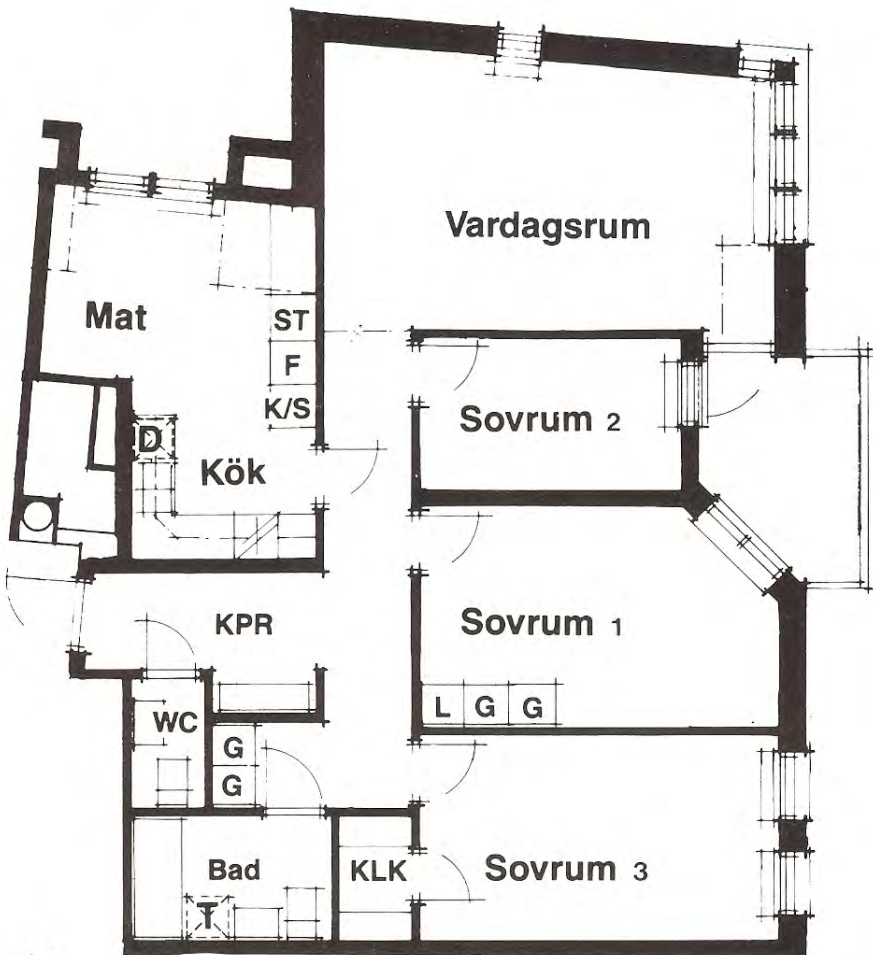 Vardagsrum
Mat
ST
F
K/S
Sovrum 2
D
Kök
KPR
Sovrum 1
L G G
WC
G
G
Bad
KLK
Sovrum 3
T